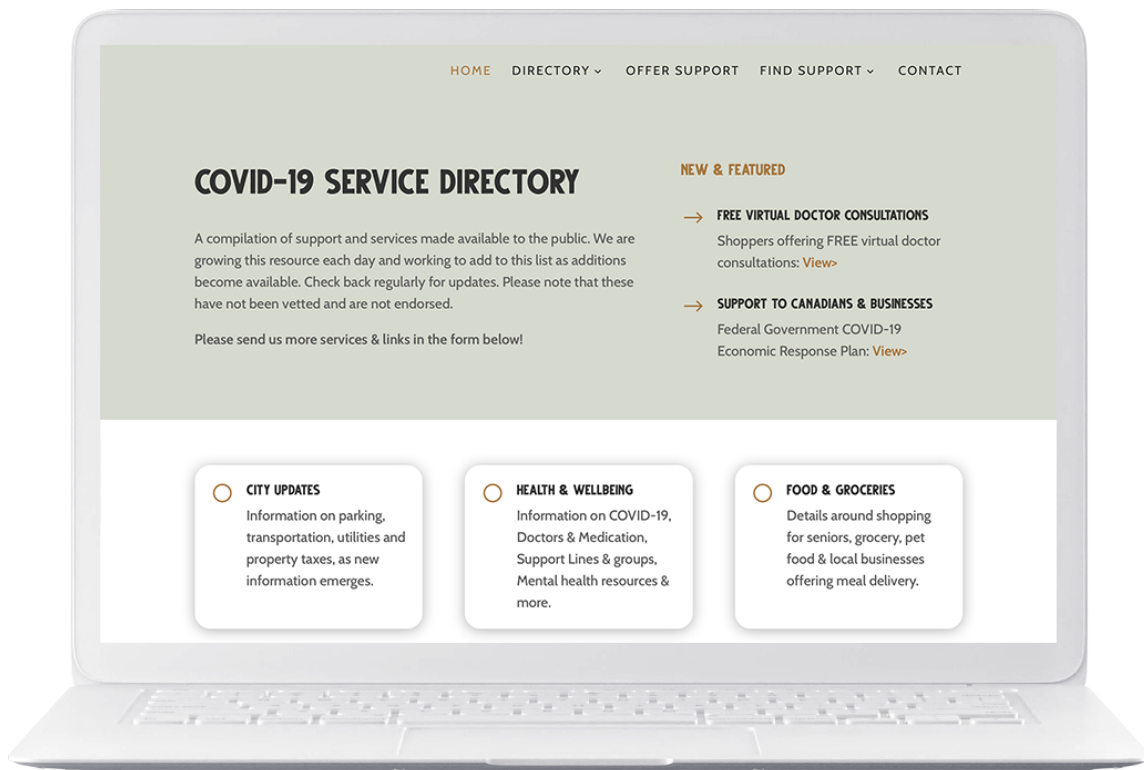 HOME DIRECTORY OFFER SUPPORT FIND SUPPORT CONTACT
COVID-19 SERVICE DIRECTORY
A compilation of support and services made available to the public. We are
growing this resource each day and working to add to this list as additions
become available. Check back regularly for updates. Please note that these
have not been vetted and are not endorsed.
Please send us more services & links in the form below!
NEW & FEATURED
FREE VIRTUAL DOCTOR CONSULTATIONS
Shoppers offering FREE virtual doctor
consultations: View>
SUPPORT TO CANADIANS & BUSINESSES
Federal Government COVID-19
Economic Response Plan: View>
CITY UPDATES
Information on parking,
transportation, utilities and
property taxes, as new
information emerges.
HEALTH & WELLBEING
Information on COVID-19,
Doctors & Medication,
Support Lines & groups,
Mental health resources &
more.
FOOD & GROCERIES
Details around shopping
for seniors, grocery, pet
food & local businesses
offering meal delivery.